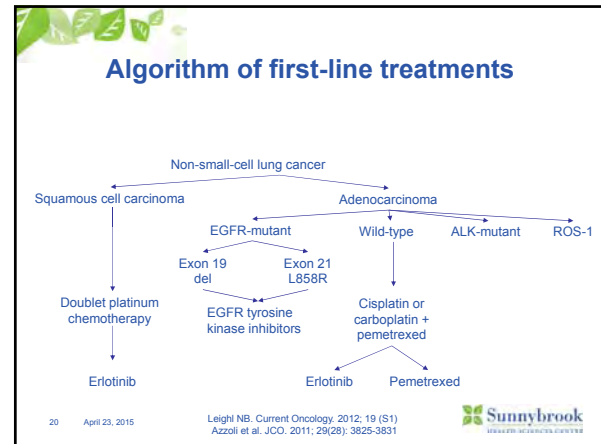 Algorithm of first-line treatments
Non-small-cell lung cancer
Squamous cell carcinoma
Adenocarcinoma
EGFR-mutant
Wild-type
ALK-mutant
ROS-1
Exon 19
del
Exon 21
L858R
Doublet platinum
chemotherapy
EGFR tyrosine
kinase inhibitors
Cisplatin or
carboplatin +
pemetrexed
Erlotinib
Erlotinib
Pemetrexed
20
April 23, 2015
Leighl NB. Current Oncology. 2012; 19 (S1)
Azzoli et al. JCO. 2011; 29(28): 3825-3831
Sunnybrook
HEALTH SCIENCES CENTRE